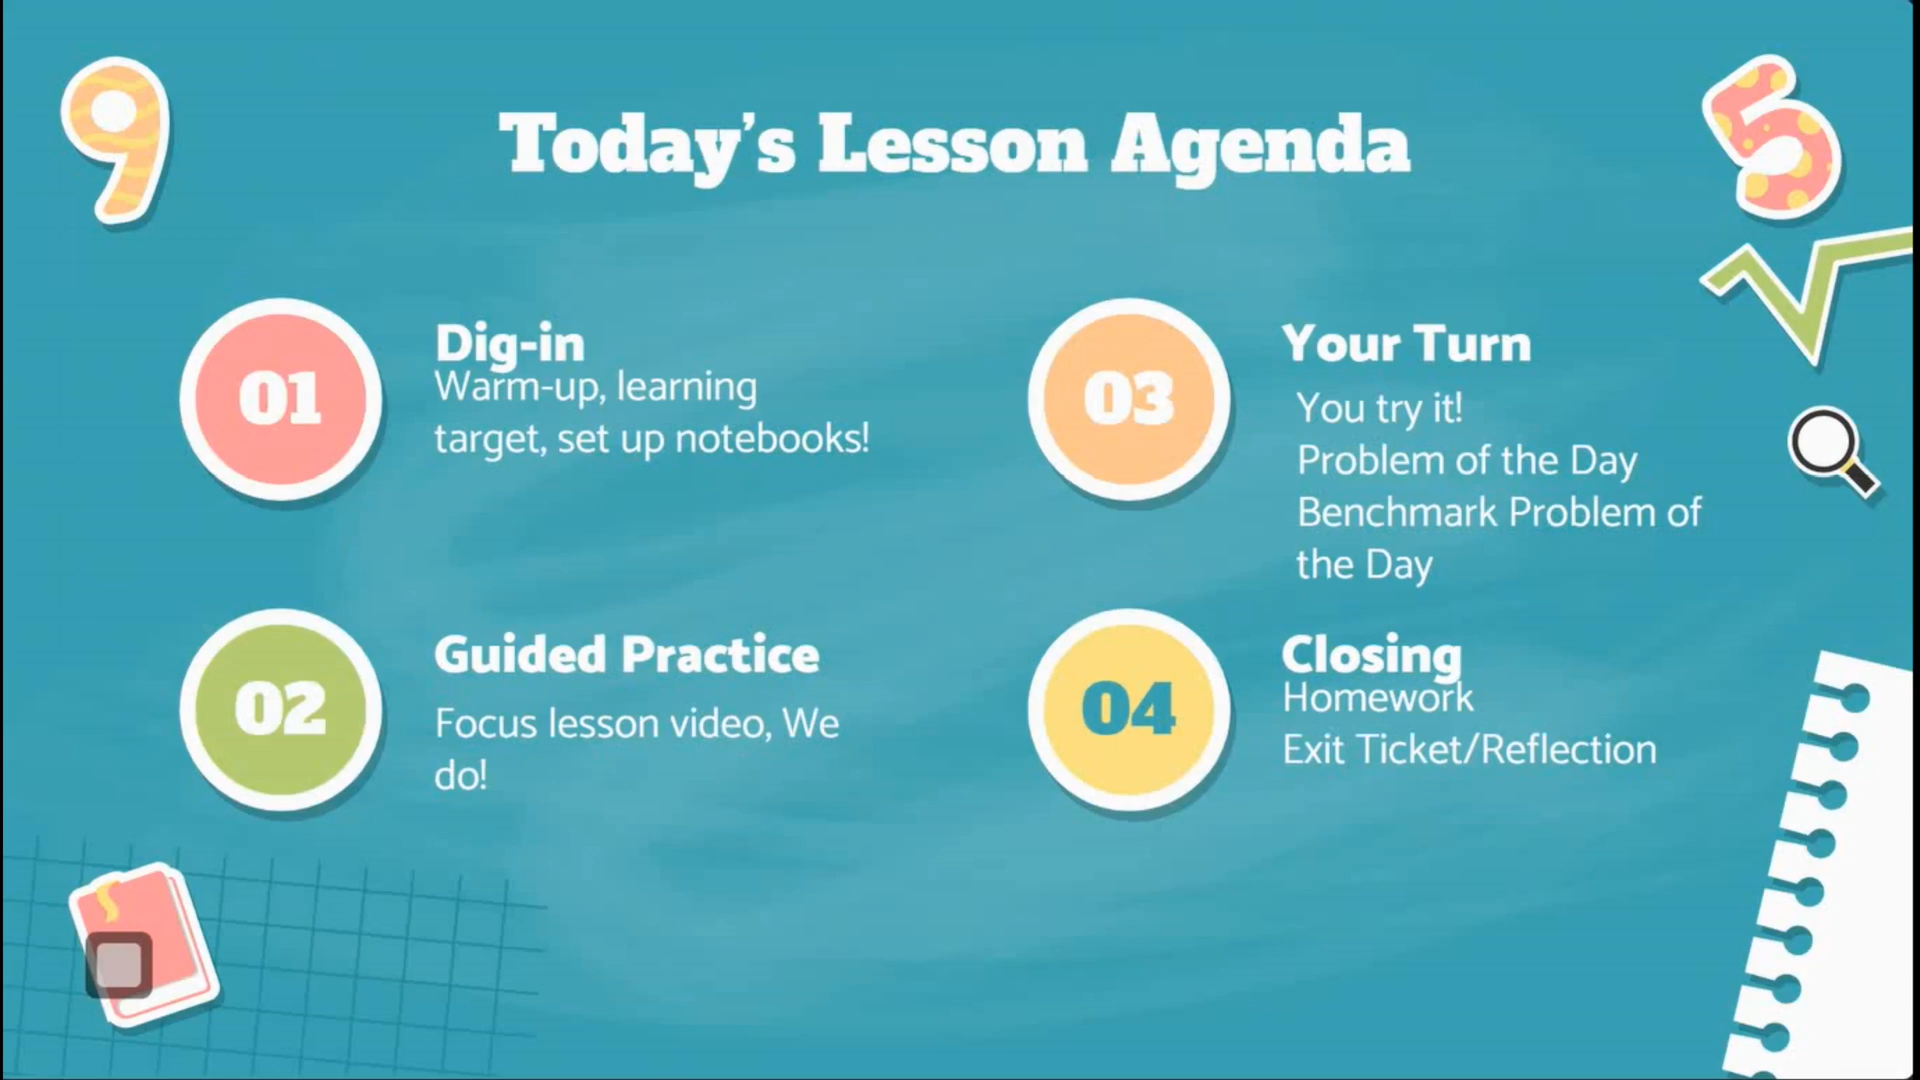 9
5
Today's Lesson Agenda
01
Dig-in
Warm-up, learning
target, set up notebooks!
02
Guided Practice
Focus lesson video, We
do!
03
Your Turn
You try it!
Problem of the Day
Benchmark Problem of
the Day
04
Closing
Homework
Exit Ticket/Reflection